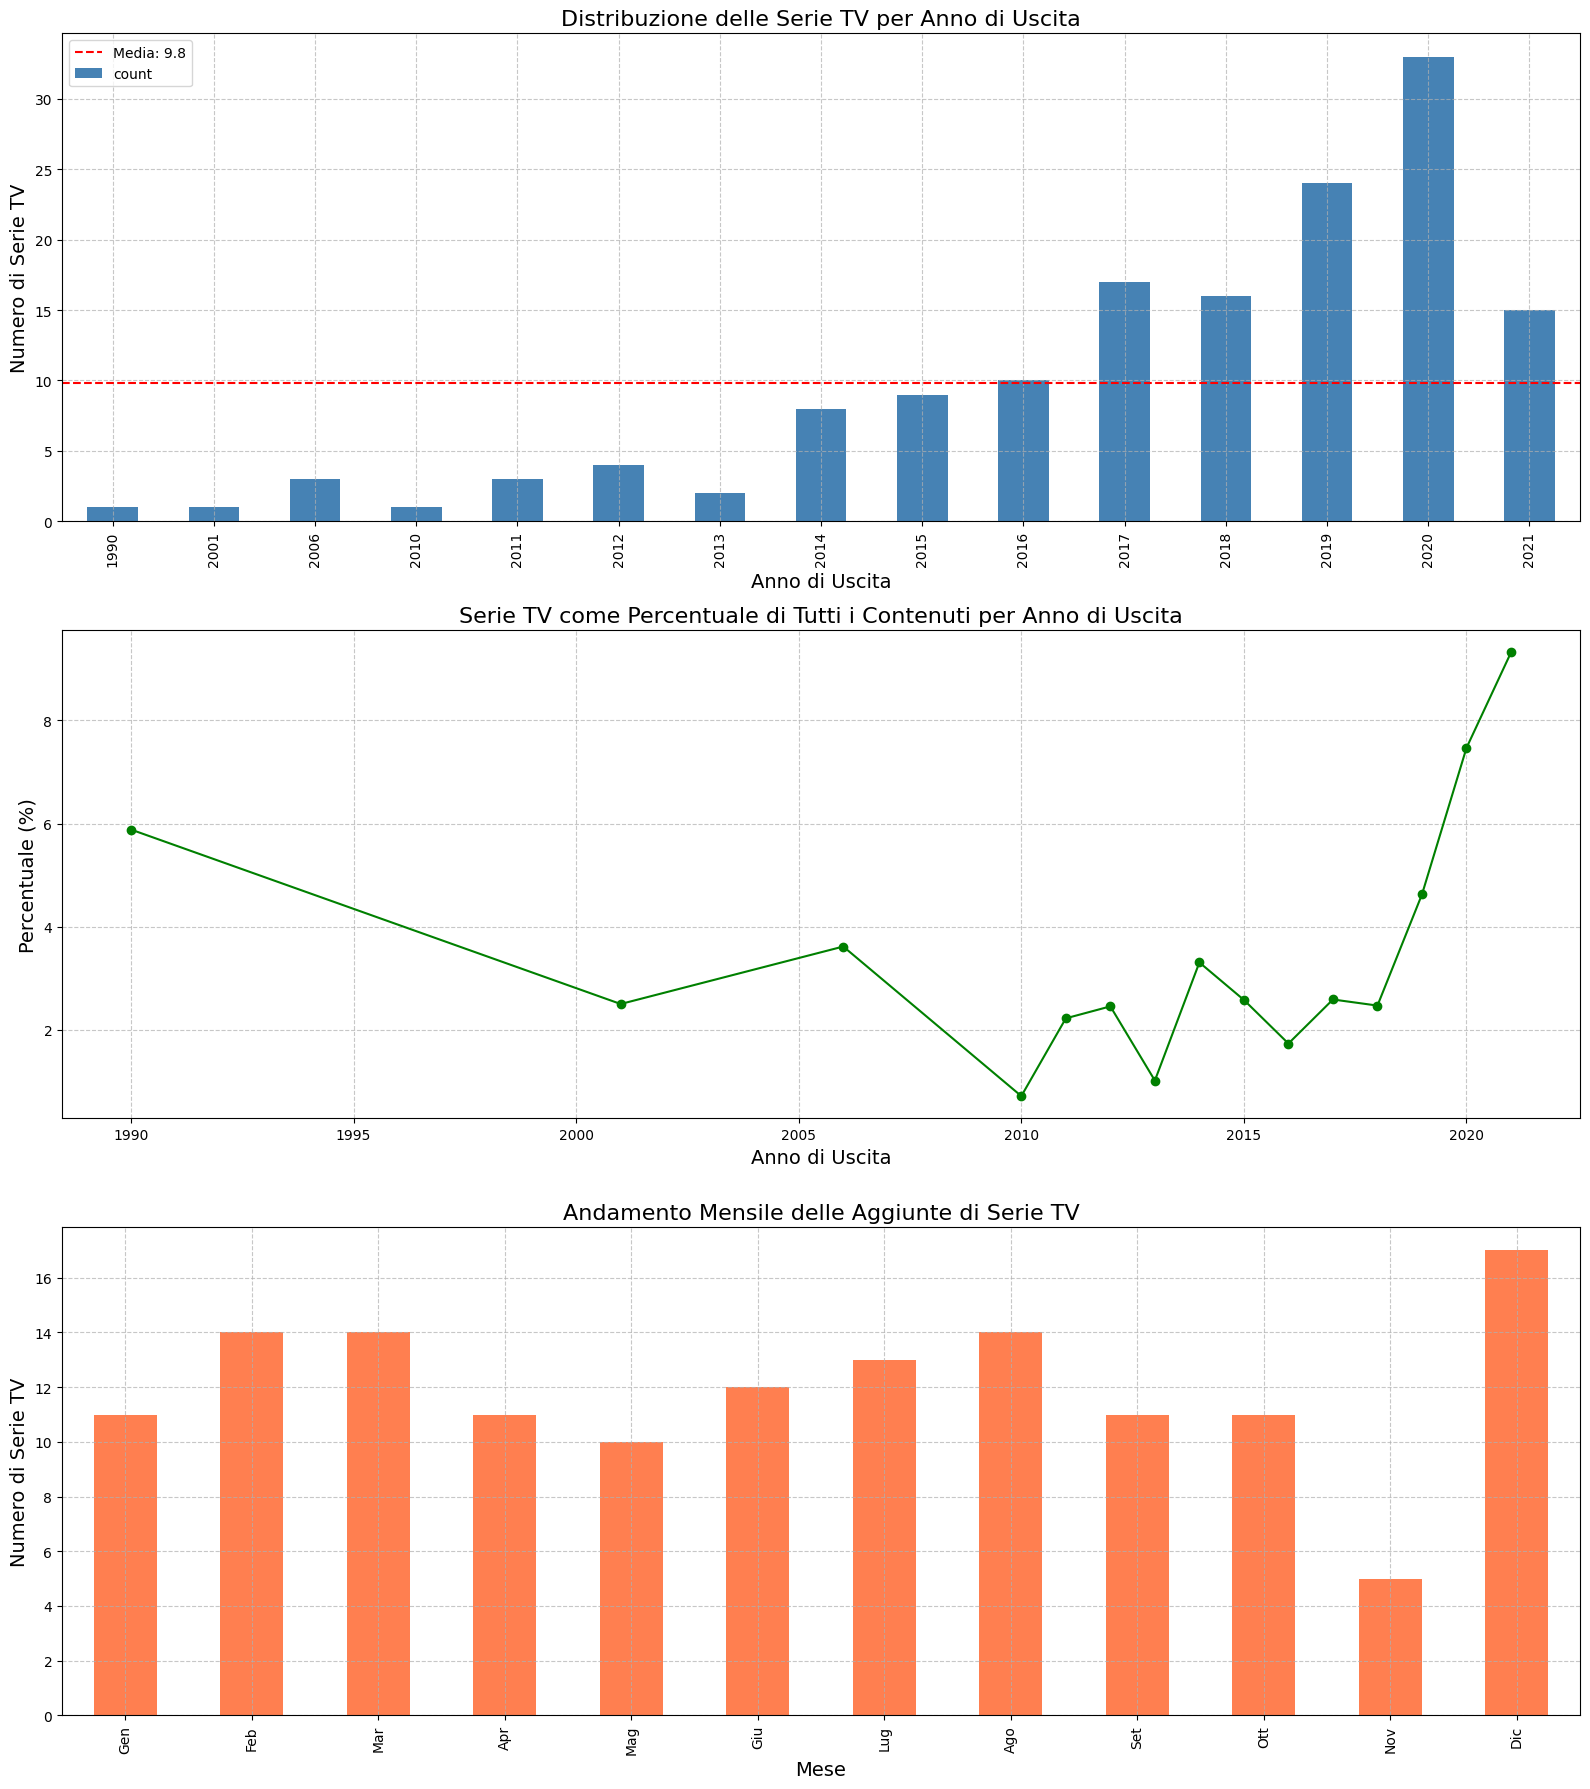 Distribuzione delle Serie TV per Anno di Uscita
Media: 9.8
count
Numero di Serie TV
30
25
20
15
10
5
0
1990 2001 2006 2010 2011 2012 2013 2014 2015 2016 2017 2018 2019 2020 2021
Anno di Uscita
Serie TV come Percentuale di Tutti i Contenuti per Anno di Uscita
Percentuale (%)
8
6
4
2
1990 1995 2000 2005 2010 2015 2020
Anno di Uscita
Andamento Mensile delle Aggiunte di Serie TV
Numero di Serie TV
16
14
12
10
8
6
4
2
0
Gen Feb Mar Apr Mag Giu Lug Ago Set Ott Nov Dic
Mese